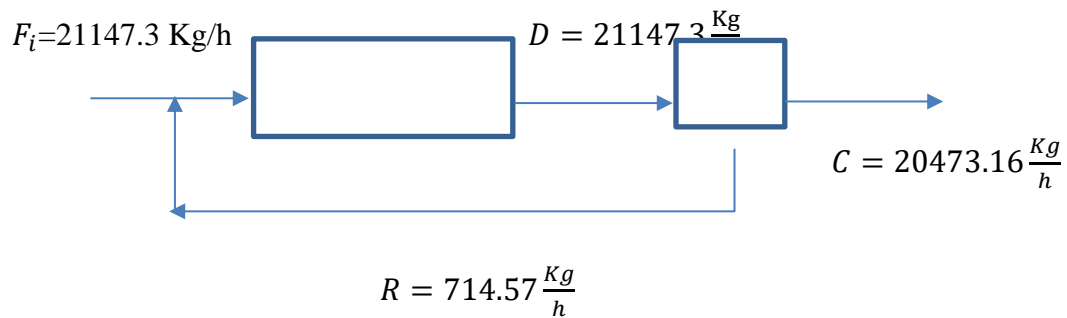 F_i=21147.3 Kg/h
D = 21147.3 Kg/
C = 20473.16 Kg/h
R = 714.57 Kg/h